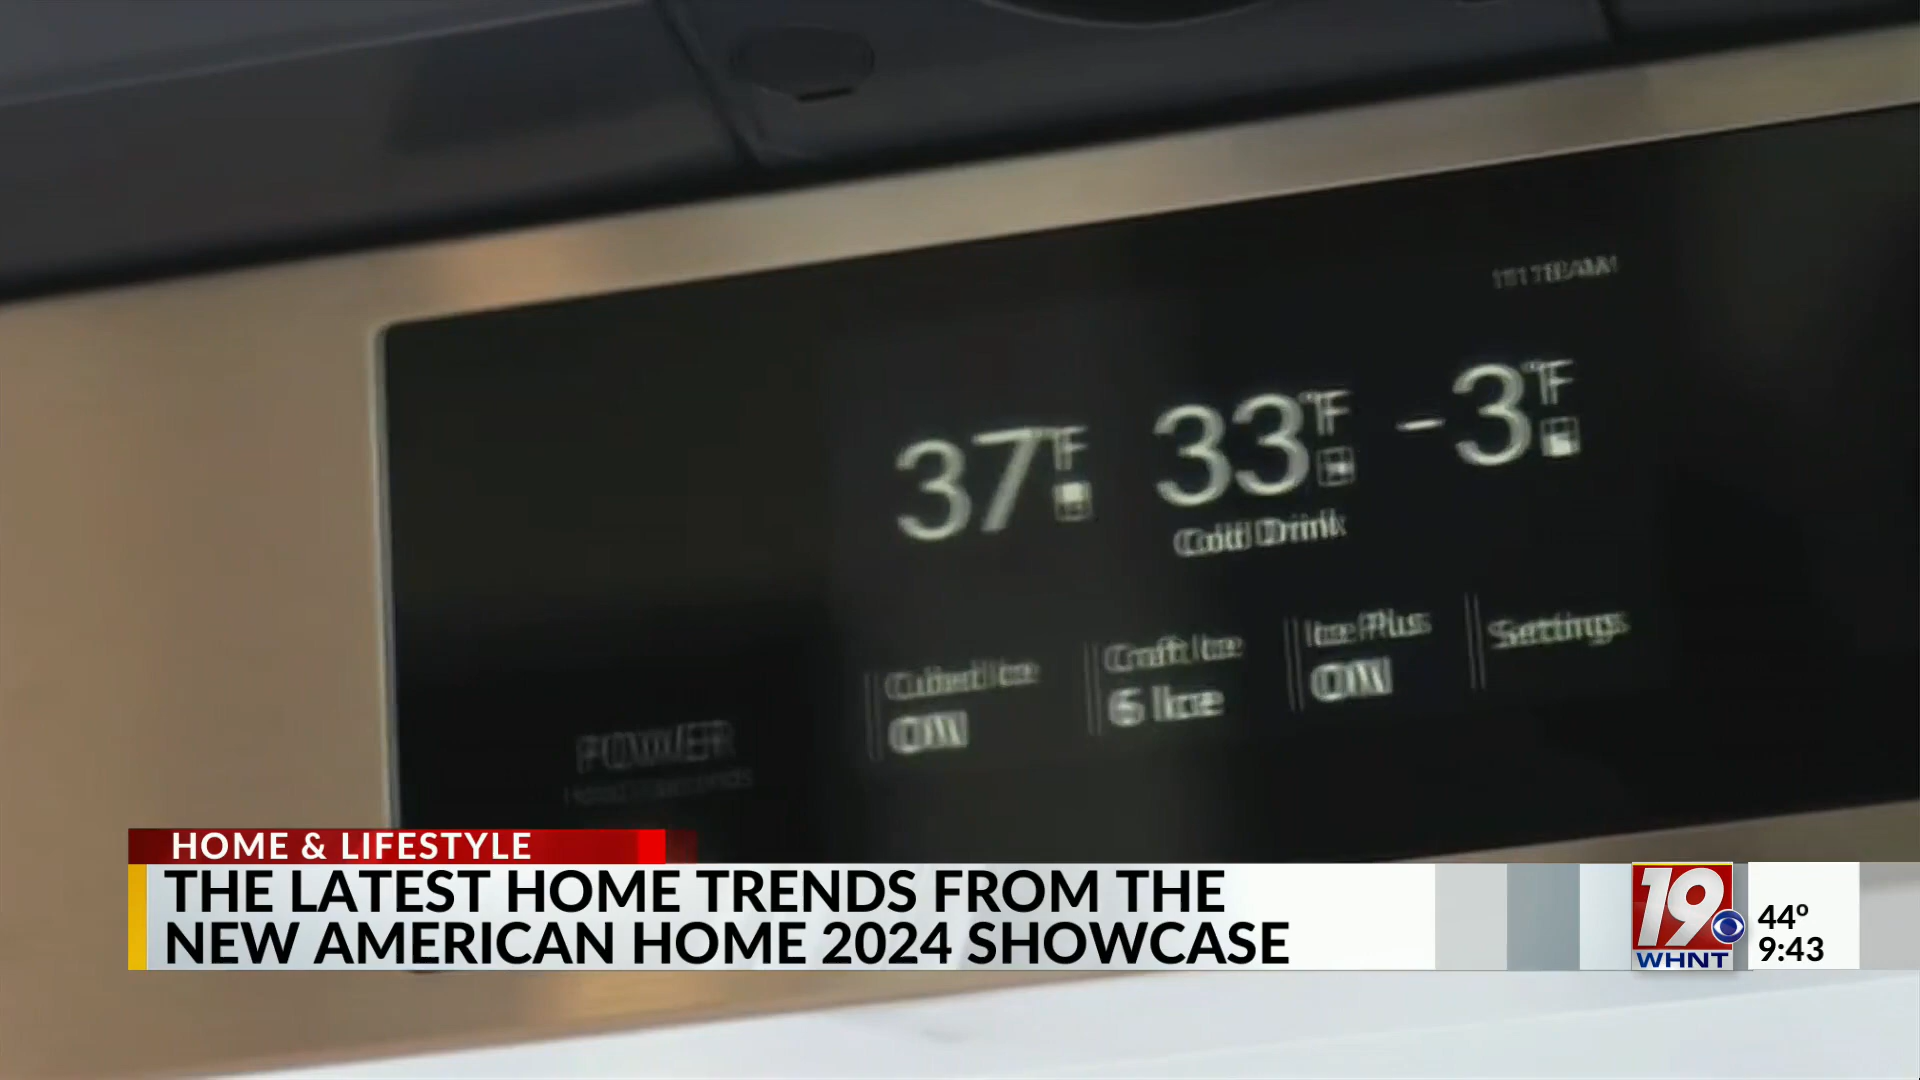 37°F 33°F -3°F
Cold Drink
Cubed Ice Craft Ice Ice Plus Settings
ON 6 Ice ON
POWER
HOME & LIFESTYLE
THE LATEST HOME TRENDS FROM THE
NEW AMERICAN HOME 2024 SHOWCASE
19
WHNT
44°
9:43